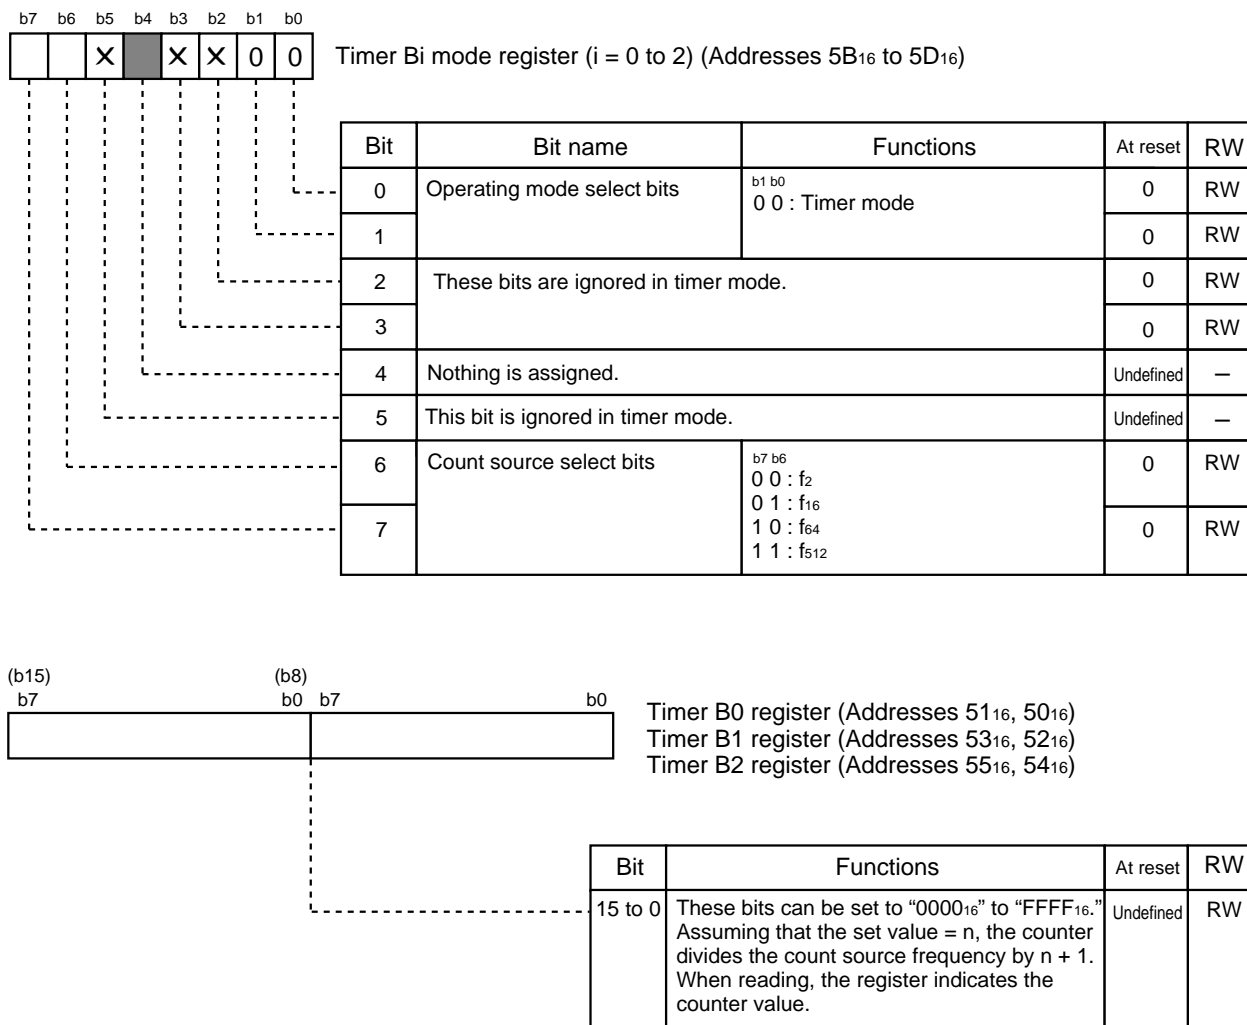 b7 b6 b5 b4 b3 b2 b1 b0
X X X 0 0
Timer Bi mode register (i = 0 to 2) (Addresses 5B16 to 5D16)
Bit Bit name Functions At reset RW
0 Operating mode select bits b1 b0 0 RW
0 0 : Timer mode
1 0 RW
2 These bits are ignored in timer mode. 0 RW
3 0 RW
4 Nothing is assigned. Undefined –
5 This bit is ignored in timer mode. Undefined –
6 Count source select bits b7 b6 0 RW
0 0 : f2
0 1 : f16
7 1 0 : f64 0 RW
1 1 : f512
(b15) (b8)
b7 b0 b7 b0
Timer B0 register (Addresses 5116, 5016)
Timer B1 register (Addresses 5316, 5216)
Timer B2 register (Addresses 5516, 5416)
Bit Functions At reset RW
15 to 0 These bits can be set to “000016” to “FFFF16.” Undefined RW
Assuming that the set value = n, the counter
divides the count source frequency by n + 1.
When reading, the register indicates the
counter value.